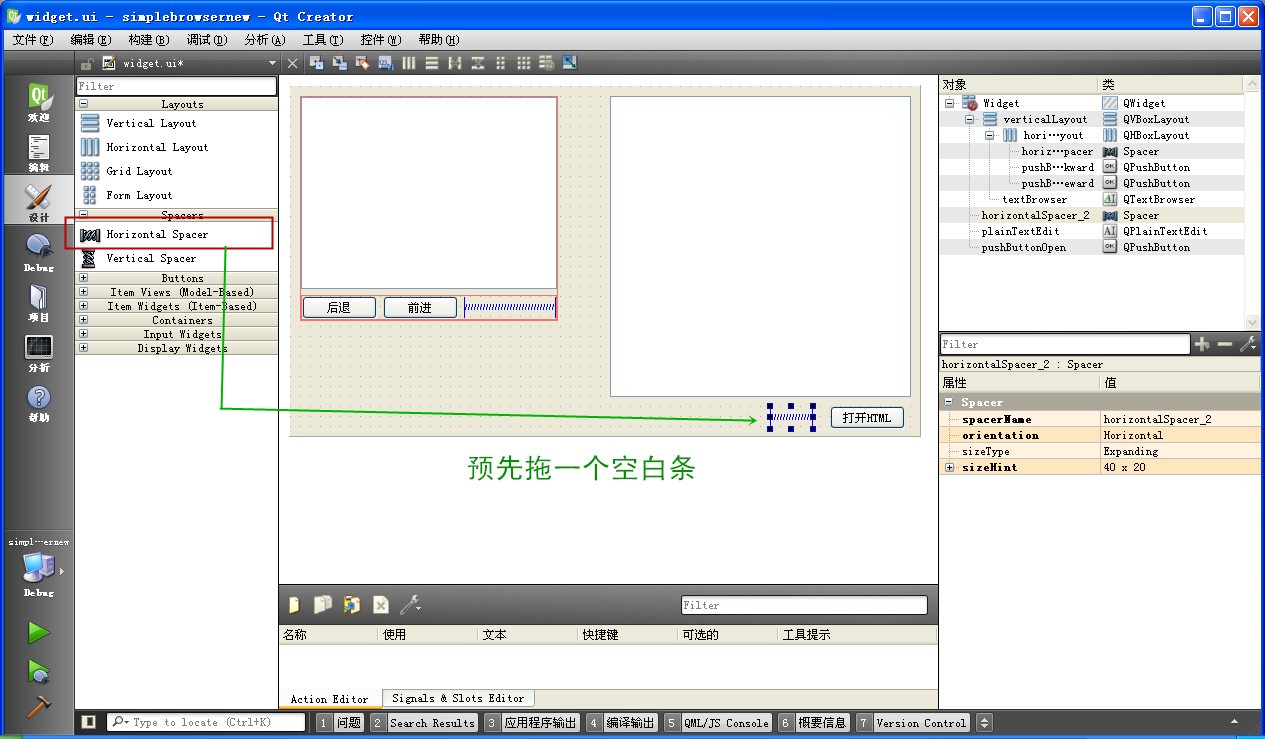 widget.ui - simplebrowsernew - Qt Creator
文件(F) 编辑(E) 构建(B) 调试(D) 分析(A) 工具(T) 控件(W) 帮助(H)
widget.ui*
Qt
欢迎
编辑
设计
Debug
项目
分析
帮助
simpl…ernew
Debug
Filter
Layouts
Vertical Layout
Horizontal Layout
Grid Layout
Form Layout
Spacers
Horizontal Spacer
Vertical Spacer
Buttons
Item Views (Model-Based)
Item Widgets (Item-Based)
Containers
Input Widgets
Display Widgets
后退 前进
打开HTML
预先拖一个空白条
Filter
名称 使用 文本 快捷键 可选的 工具提示
Action Editor Signals & Slots Editor
对象 类
Widget QWidget
verticalLayout QVBoxLayout
hori…yout QHBoxLayout
horiz…pacer Spacer
pushB…kward QPushButton
pushB…eward QPushButton
textBrowser QTextBrowser
horizontalSpacer_2 Spacer
plainTextEdit QPlainTextEdit
pushButtonOpen QPushButton
Filter
horizontalSpacer_2 : Spacer
属性 值
Spacer
spacerName horizontalSpacer_2
orientation Horizontal
sizeType Expanding
sizeHint 40 x 20
Type to locate (Ctrl+K) 1 问题 2 Search Results 3 应用程序输出 4 编译输出 5 QML/JS Console 6 概要信息 7 Version Control